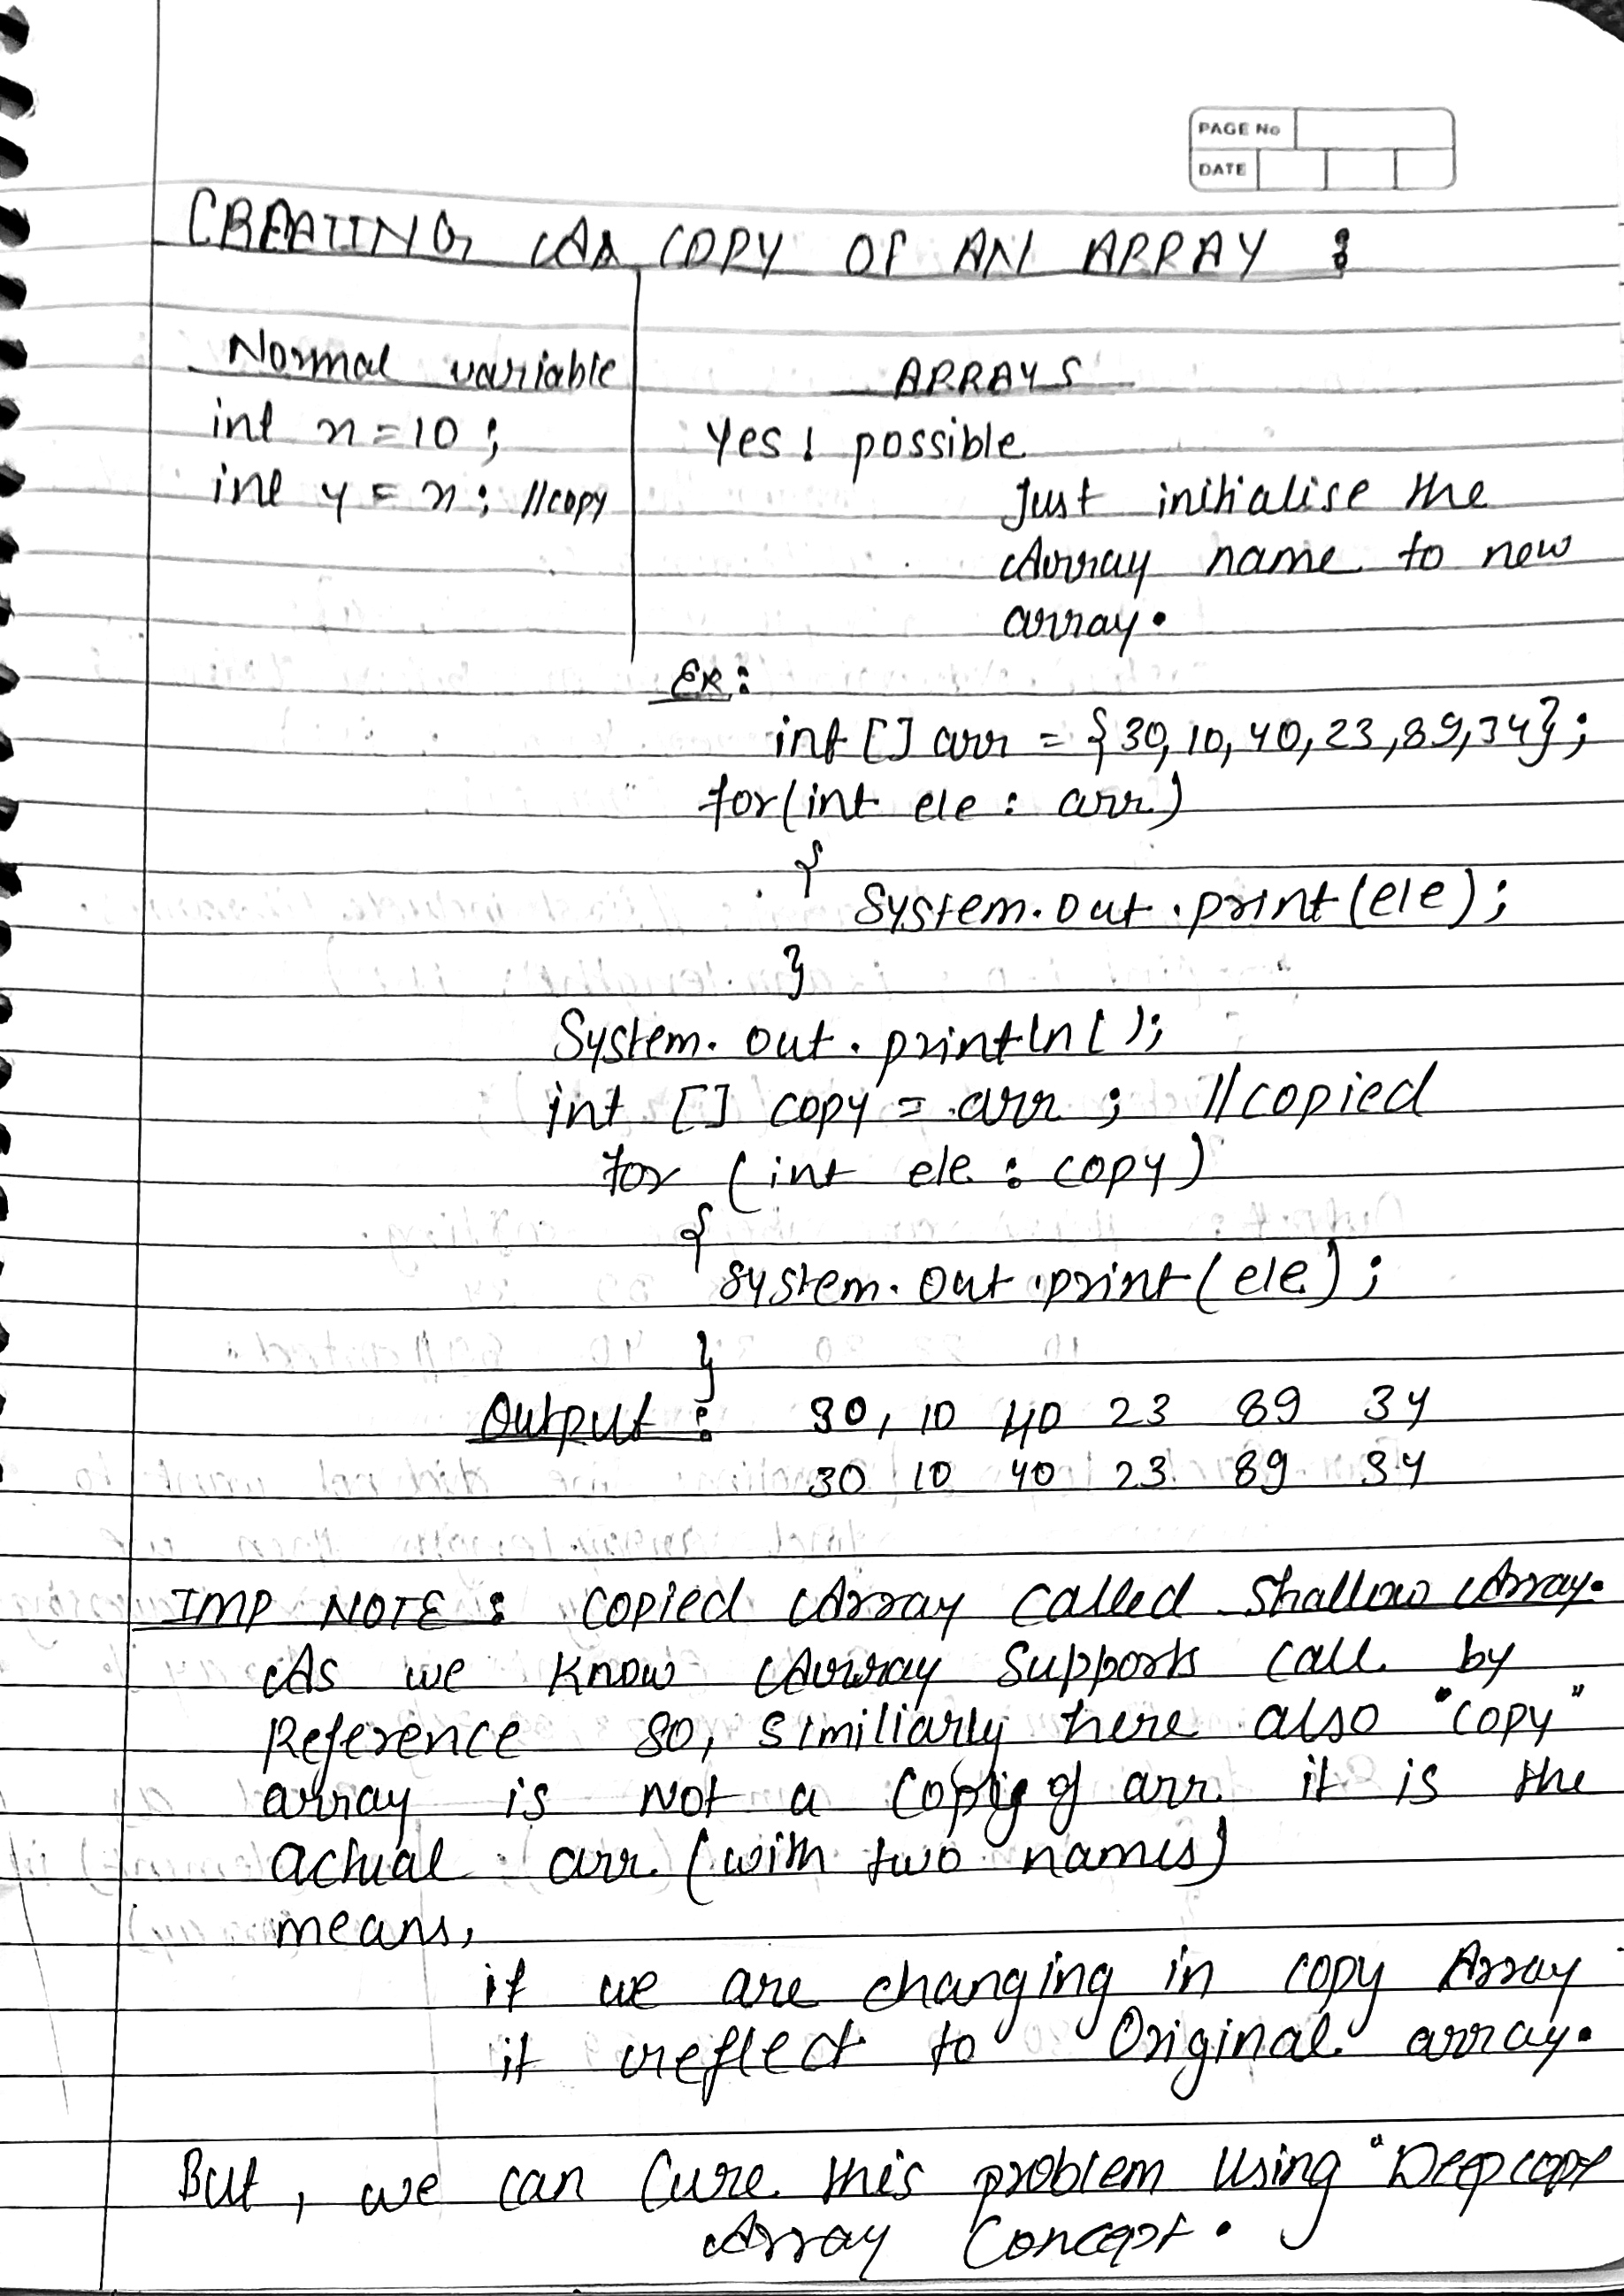 PAGE No
DATE
CREATING A COPY OF AN ARRAY :
Normal variable
int x = 10 ;
int y = x ; //copy
ARRAYS
Yes! possible
Just initialise the
Array name to new
array.
Ex :
int [] arr = {30, 10, 40, 23, 89, 34};
for(int ele : arr)
{
System.out.print(ele);
}
System.out.println();
int [] copy = arr ; //copied
for (int ele : copy)
{
System.out.print(ele);
}
Output : 30, 10 40 23 89 34
30 10 40 23 89 34
IMP NOTE : Copied Array called Shallow Array.
As we know Array supports call by
Reference so, similiarly here also "copy"
array is Not a Copy of arr it is the
actual arr (with two names)
means,
if we are changing in copy Array
it reflect to Original array.
But, we can Cure this problem using "Deepcopy
Array Concept.